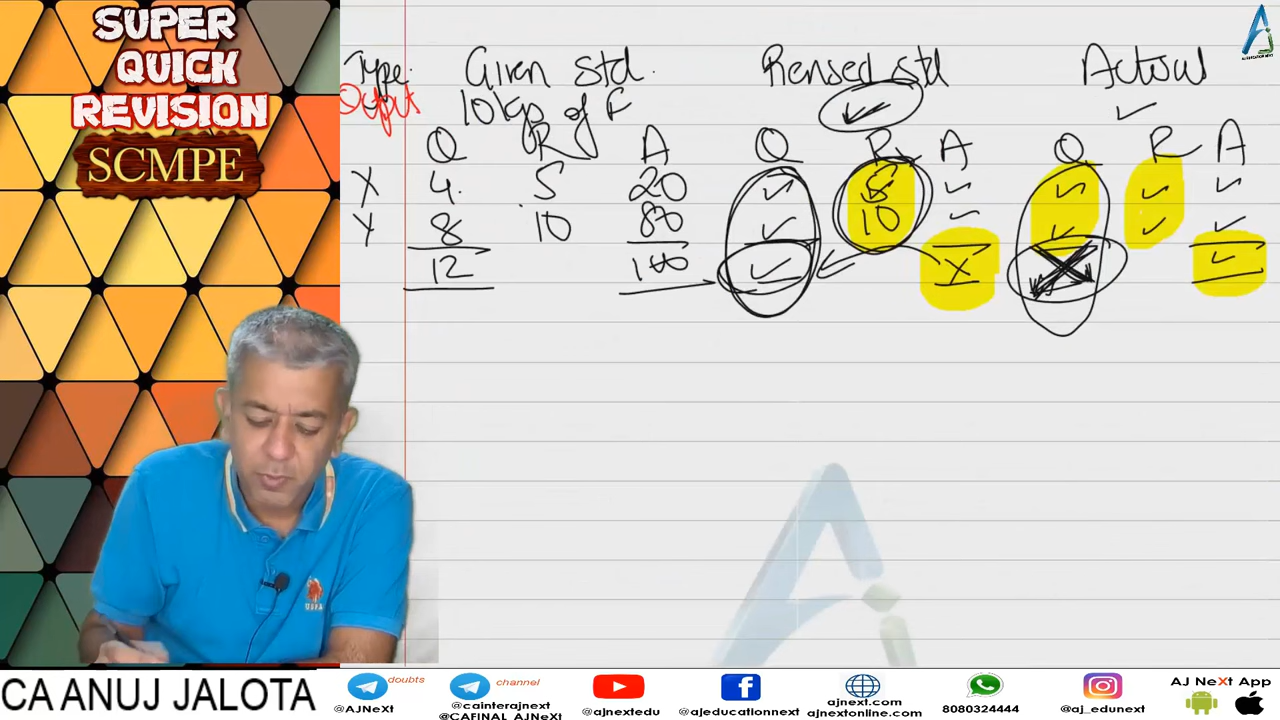 SUPER
QUICK
REVISION
SCMPE
Type Given std. Revised std Actual
Output 10 kgs of F ✓ ✓
Q R A Q R A Q R A
X 4 5 20 ✓ 5 ✓ ✓ ✓ ✓
Y 8 10 80 ✓ 10 ✓ ✓ ✓ ✓
12 100 ✓ X ✓
CA ANUJ JALOTA
doubts
@AJNeXt
channel
@cainterajnext
@CAFINAL_AJNeXt
@ajnextedu
@ajeducationnext
ajnext.com
ajnextonline.com
8080324444
@aj_edunext
AJ NeXt App